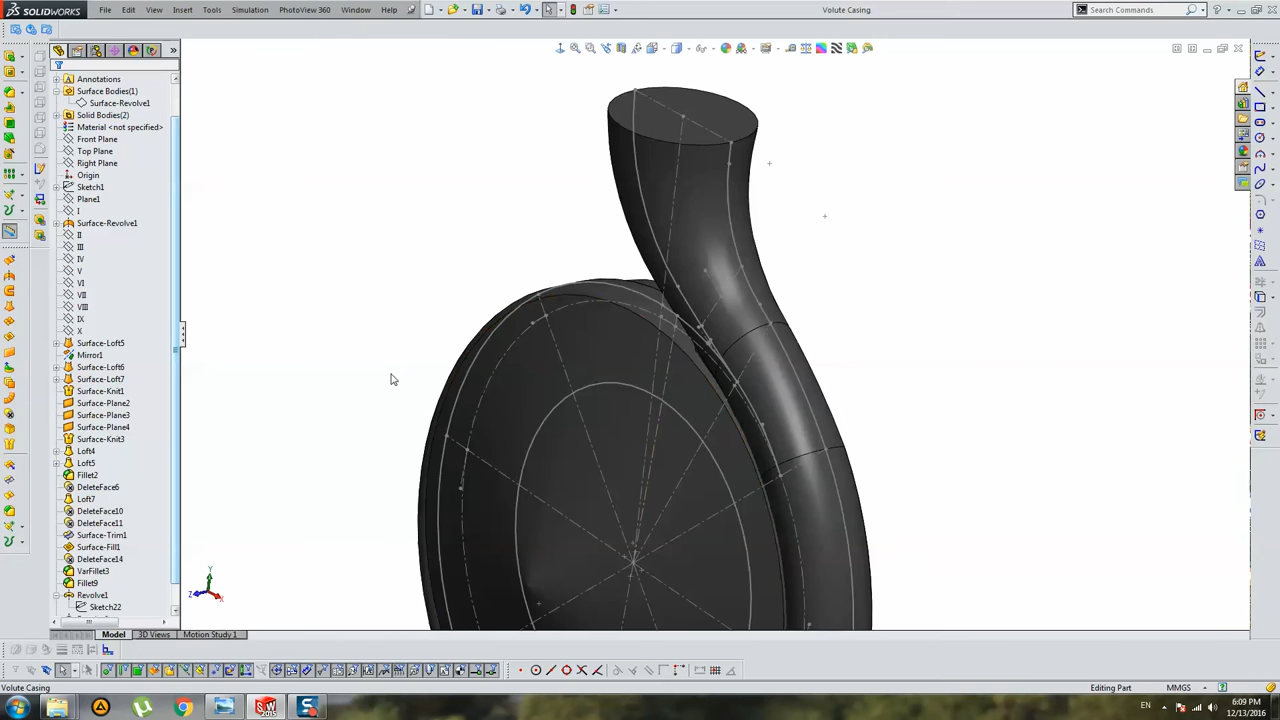 SOLIDWORKS File Edit View Insert Tools Simulation PhotoView 360 Window Help Volute Casing Search Commands
Annotations
Surface Bodies(1)
Surface-Revolve1
Solid Bodies(2)
Material <not specified>
Front Plane
Top Plane
Right Plane
Origin
Sketch1
Plane1
I
Surface-Revolve1
II
III
IV
V
VI
VII
VIII
IX
X
Surface-Loft5
Mirror1
Surface-Loft6
Surface-Loft7
Surface-Knit1
Surface-Plane2
Surface-Plane3
Surface-Plane4
Surface-Knit3
Loft4
Loft5
Fillet2
DeleteFace6
Loft7
DeleteFace10
DeleteFace11
Surface-Trim1
Surface-Fill1
DeleteFace14
VarFillet3
Fillet9
Revolve1
Sketch22
Y
Z
X
Model 3D Views Motion Study 1
Volute Casing Editing Part MMGS
EN 6:09 PM
12/13/2016